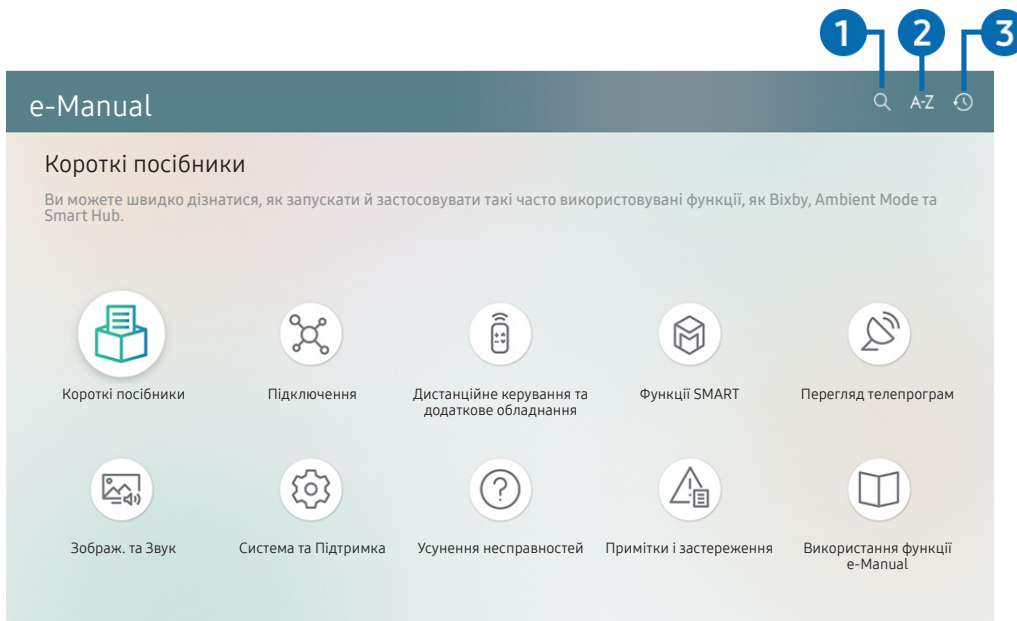 1 2 3
e-Manual
A-Z
Короткі посібники
Ви можете швидко дізнатися, як запускати й застосовувати такі часто використовувані функції, як Bixby, Ambient Mode та
Smart Hub.
Короткі посібники
Підключення
Дистанційне керування та
додаткове обладнання
Функції SMART
Перегляд телепрограм
Зображ. та Звук
Система та Підтримка
Усунення несправностей
Примітки і застереження
Використання функції
e-Manual